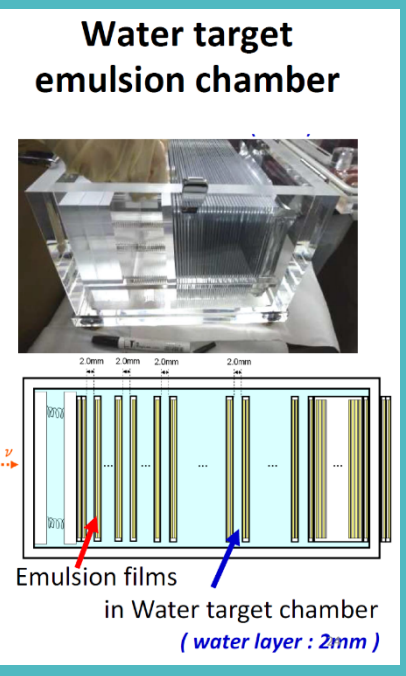 Water target
emulsion chamber
2.0mm 2.0mm 2.0mm 2.0mm
ν
... ... ... ... ...
Emulsion films
in Water target chamber
( water layer : 2mm )